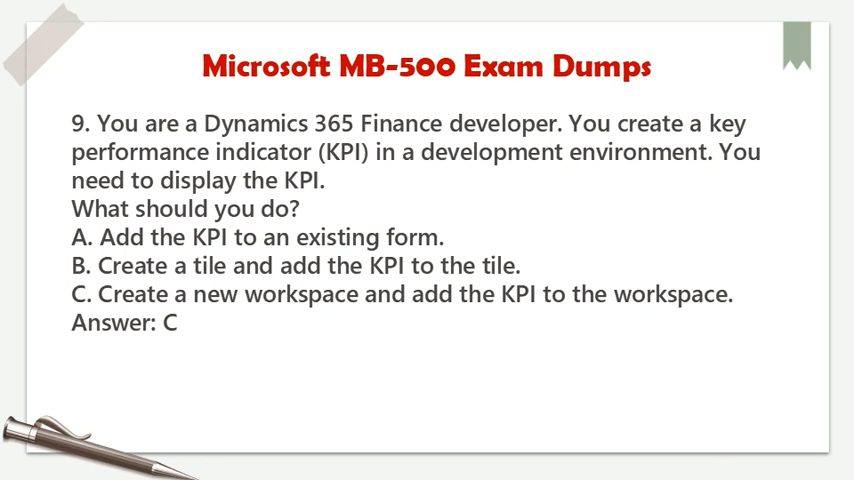 Microsoft MB-500 Exam Dumps
9. You are a Dynamics 365 Finance developer. You create a key
performance indicator (KPI) in a development environment. You
need to display the KPI.
What should you do?
A. Add the KPI to an existing form.
B. Create a tile and add the KPI to the tile.
C. Create a new workspace and add the KPI to the workspace.
Answer: C